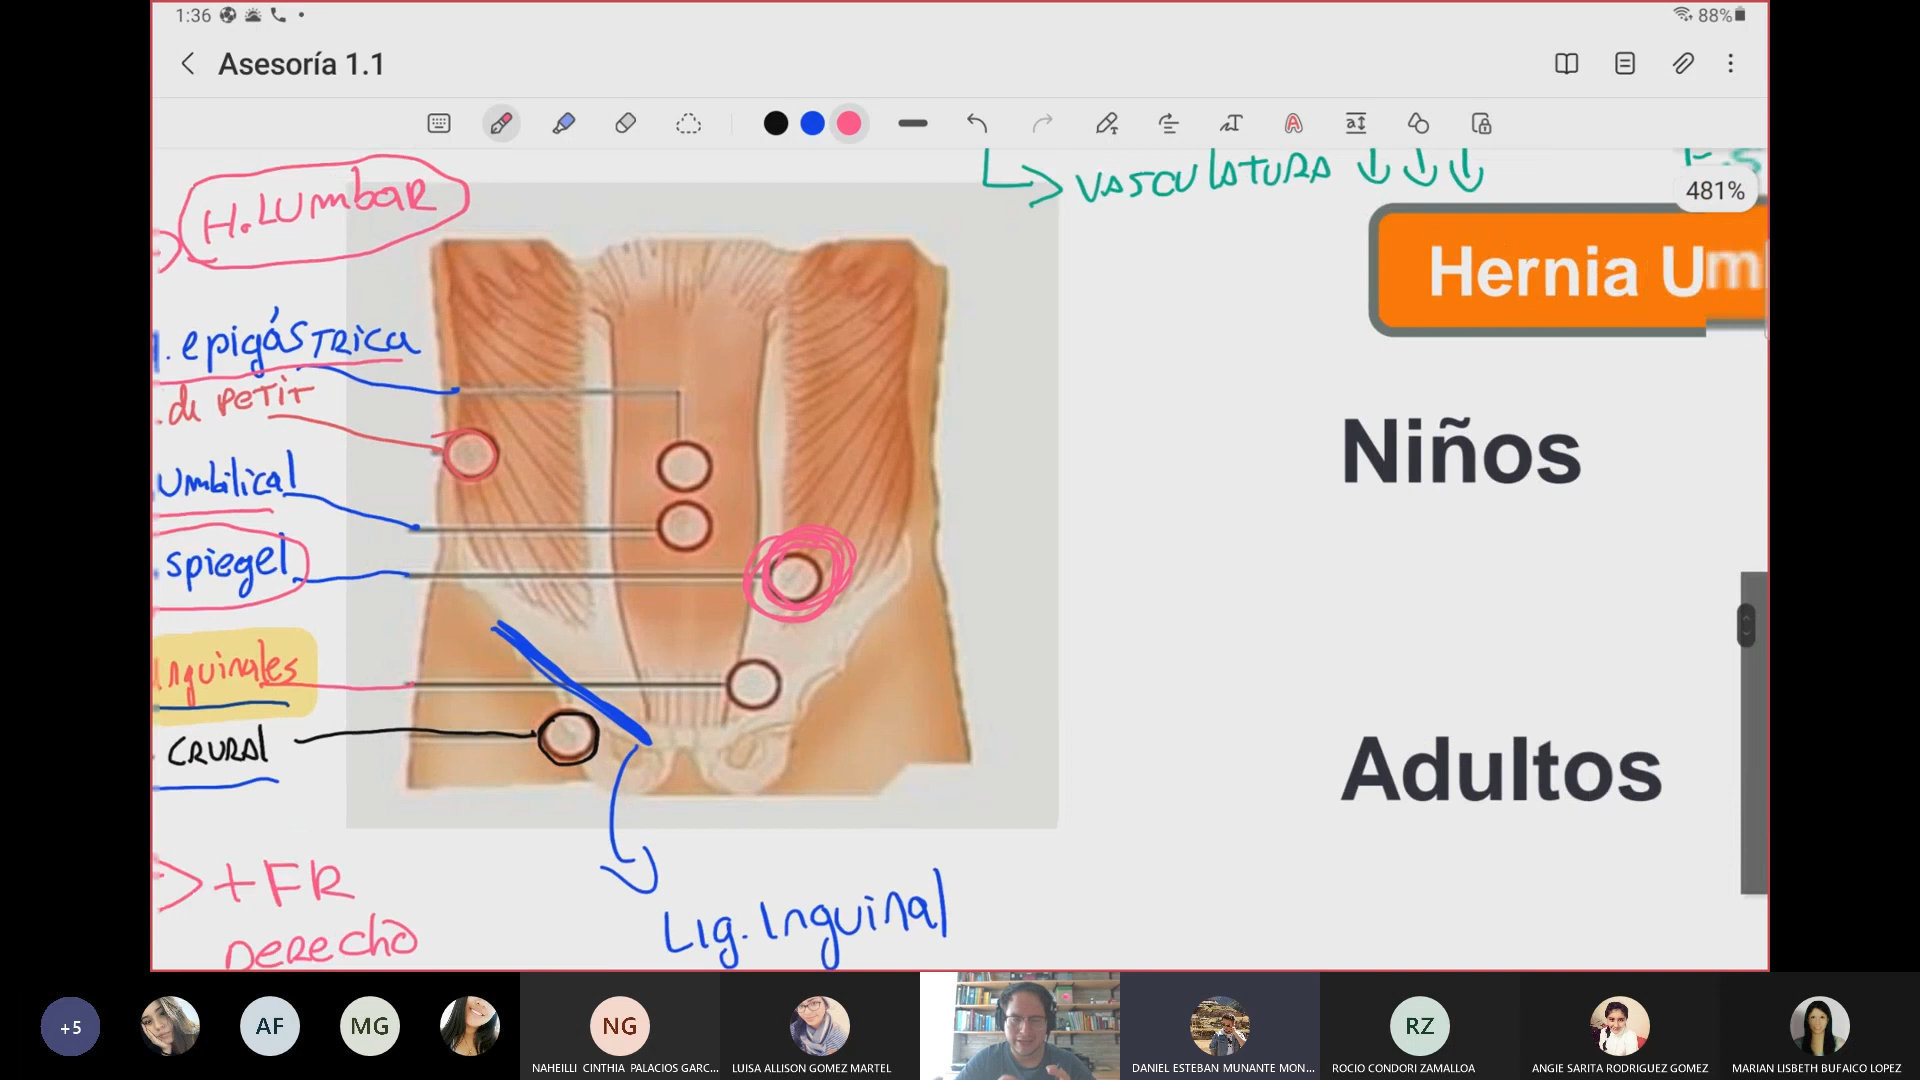 1:36
88%
Asesoría 1.1
VASCULATURA ↓↓↓
481%
H. LUMBAR
Hernia Um
. epigástrica
. de PETIT
Umbilical
. spiegel
Inguinales
. CRURAL
Niños
Adultos
> + FR
DERECHO
Lig. Inguinal
+5
AF
MG
NG
RZ
NAHEILLI CINTHIA PALACIOS GARC...
LUISA ALLISON GOMEZ MARTEL
DANIEL ESTEBAN MUNANTE MON...
ROCIO CONDORI ZAMALLOA
ANGIE SARITA RODRIGUEZ GOMEZ
MARIAN LISBETH BUFAICO LOPEZ